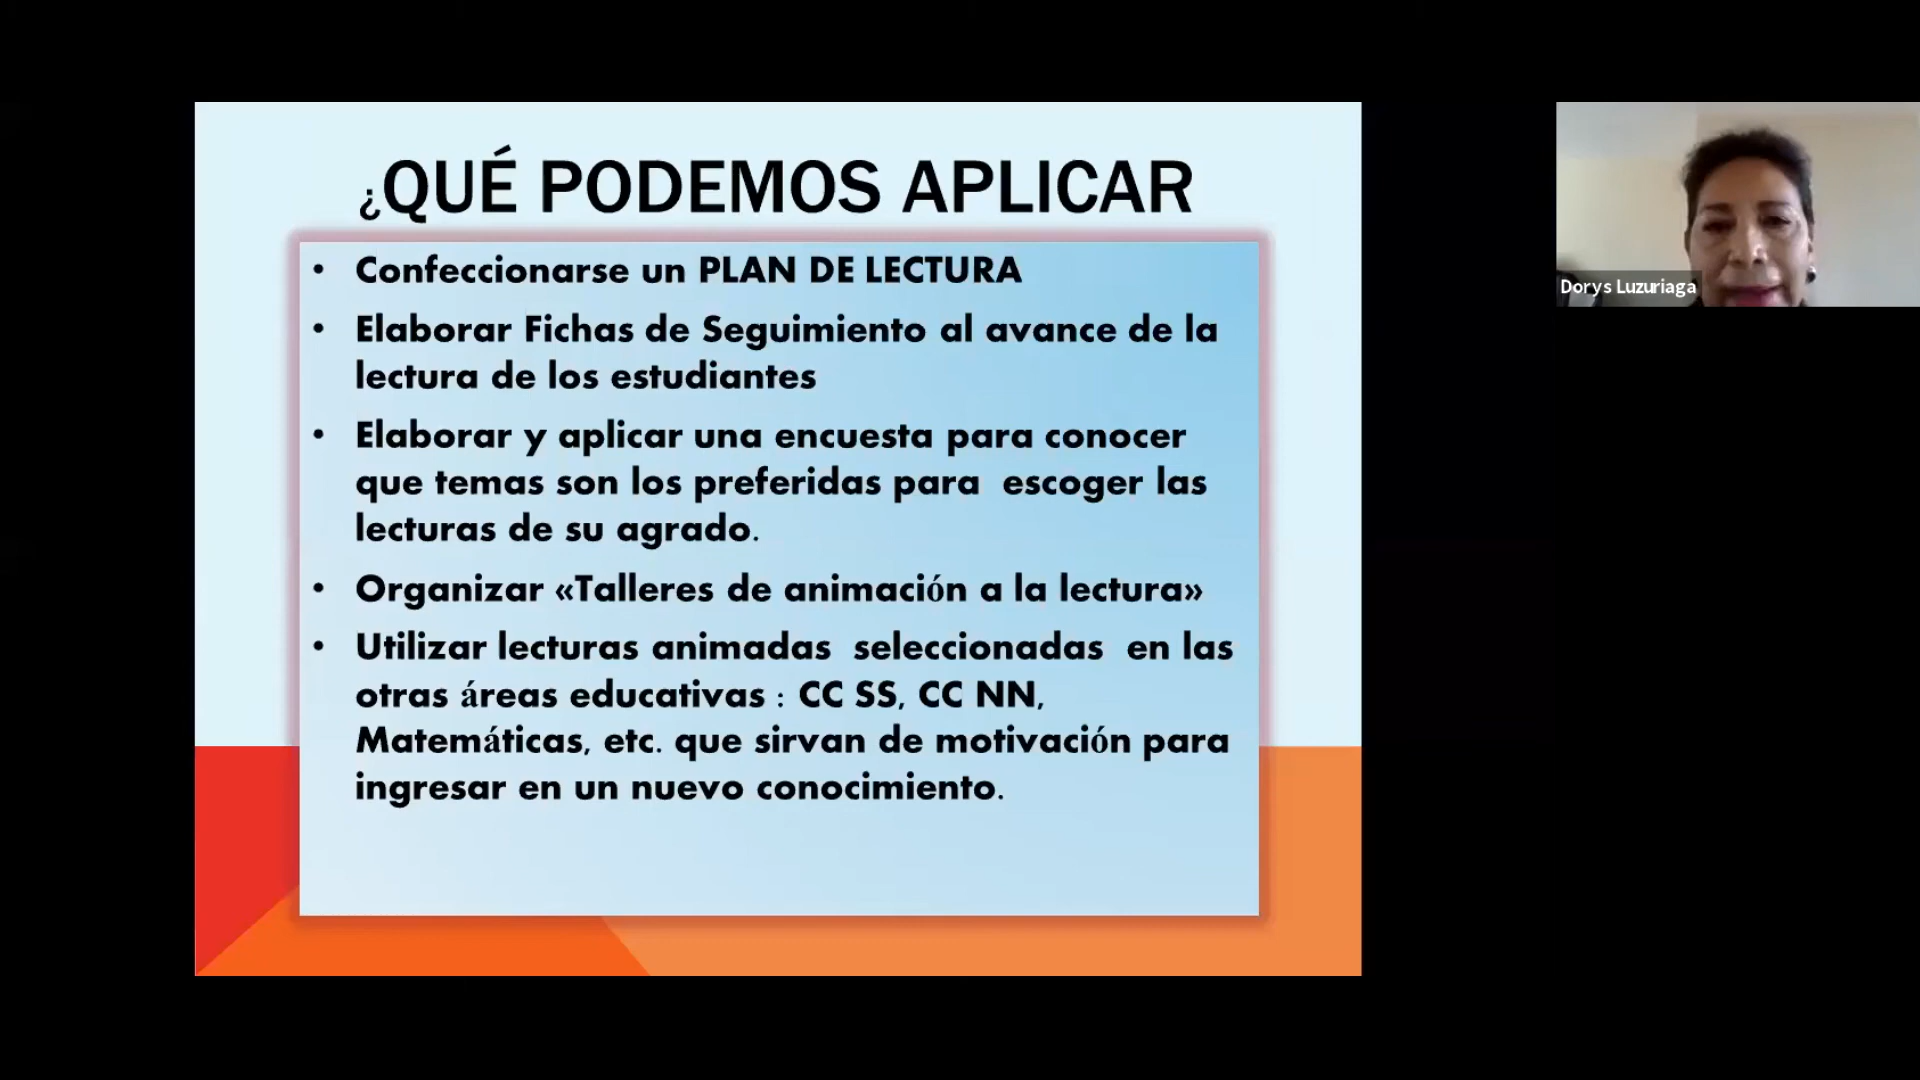 ¿QUÉ PODEMOS APLICAR
• Confeccionarse un PLAN DE LECTURA
• Elaborar Fichas de Seguimiento al avance de la
lectura de los estudiantes
• Elaborar y aplicar una encuesta para conocer
que temas son los preferidas para escoger las
lecturas de su agrado.
• Organizar «Talleres de animación a la lectura»
• Utilizar lecturas animadas seleccionadas en las
otras áreas educativas : CC SS, CC NN,
Matemáticas, etc. que sirvan de motivación para
ingresar en un nuevo conocimiento.
Dorys Luzuriaga